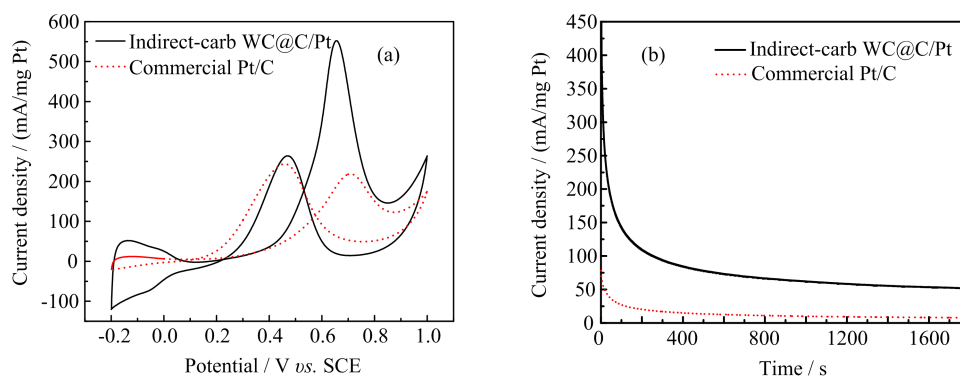 600
500
400
300
200
100
0
-100
Current density / (mA/mg Pt)
Indirect-carb WC@C/Pt
Commercial Pt/C
(a)
-0.2 0.0 0.2 0.4 0.6 0.8 1.0
Potential / V vs. SCE
450
400
350
300
250
200
150
100
50
0
Current density / (mA/mg Pt)
Indirect-carb WC@C/Pt
Commercial Pt/C
(b)
0 400 800 1200 1600
Time / s